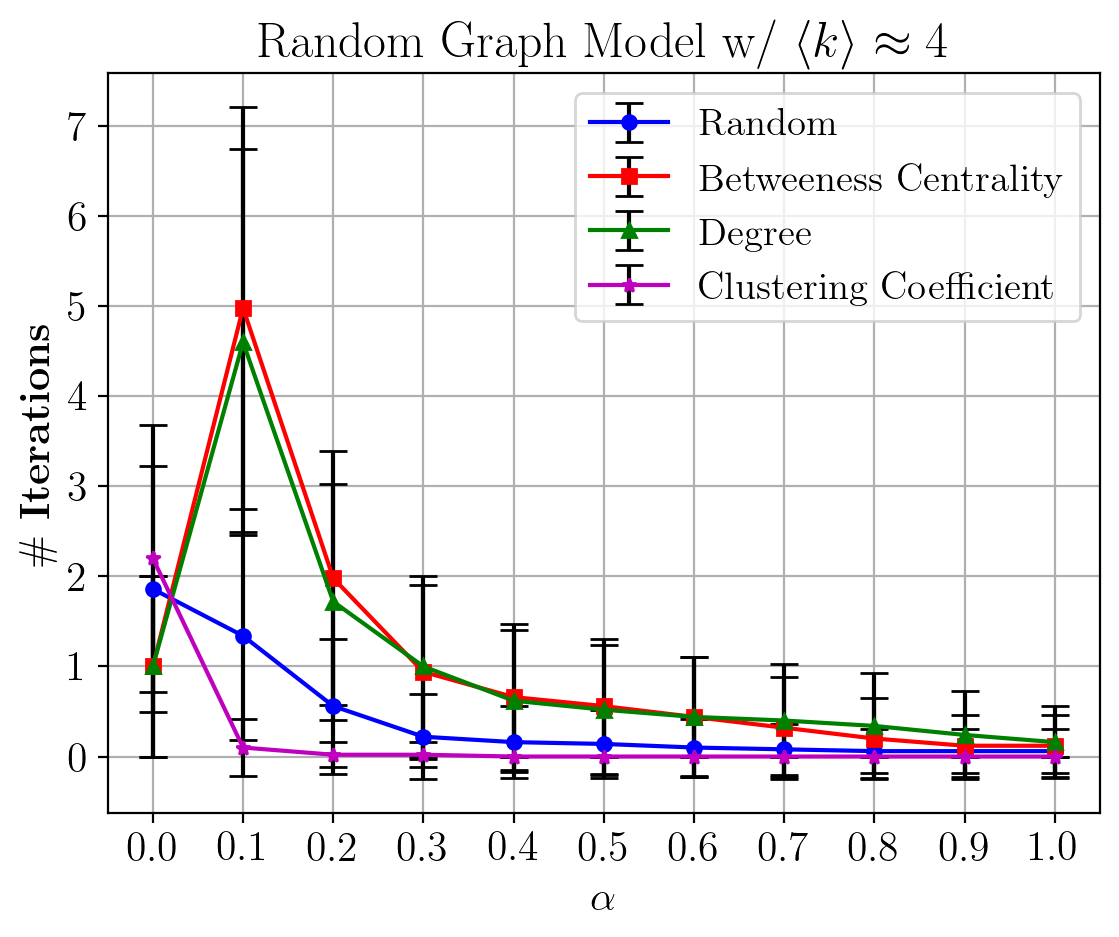 Random Graph Model w/ ⟨k⟩ ≈ 4
Random
Betweeness Centrality
Degree
Clustering Coefficient
# Iterations
7
6
5
4
3
2
1
0
0.0 0.1 0.2 0.3 0.4 0.5 0.6 0.7 0.8 0.9 1.0
α